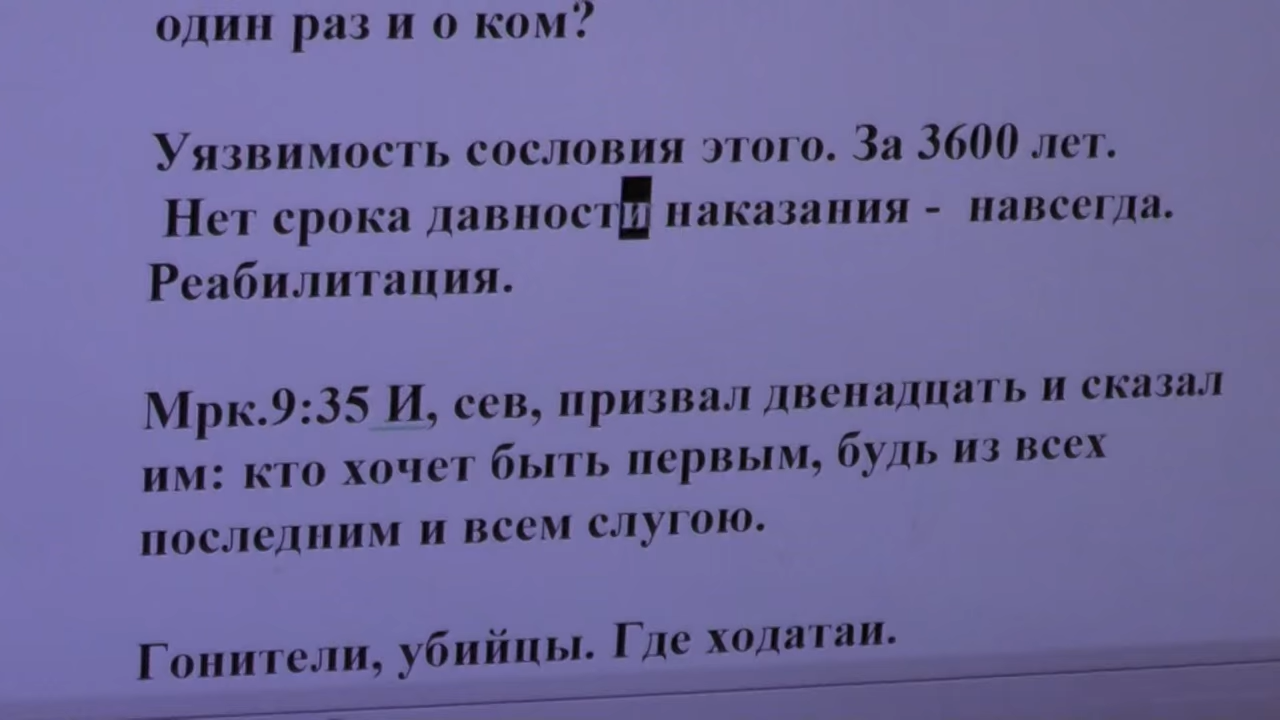 один раз и о ком?
Уязвимость сословия этого. За 3600 лет.
Нет срока давности наказания - навсегда.
Реабилитация.
Мрк.9:35 И, сев, призвал двенадцать и сказал
им: кто хочет быть первым, будь из всех
последним и всем слугою.
Гонители, убийцы. Где ходатаи.